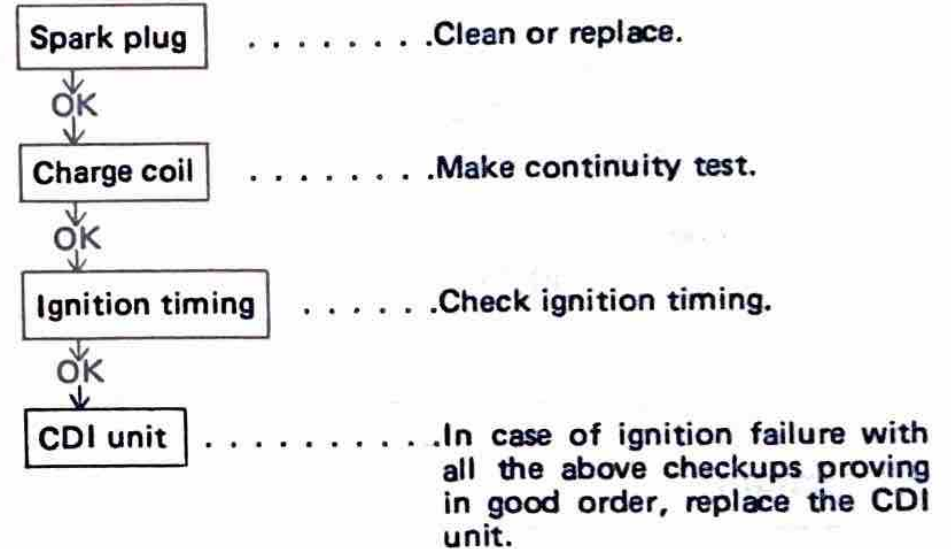 Spark plug . . . . . . . .Clean or replace.
OK
Charge coil . . . . . . . .Make continuity test.
OK
Ignition timing . . . . . .Check ignition timing.
OK
CDI unit . . . . . . . . . .In case of ignition failure with
all the above checkups proving
in good order, replace the CDI
unit.